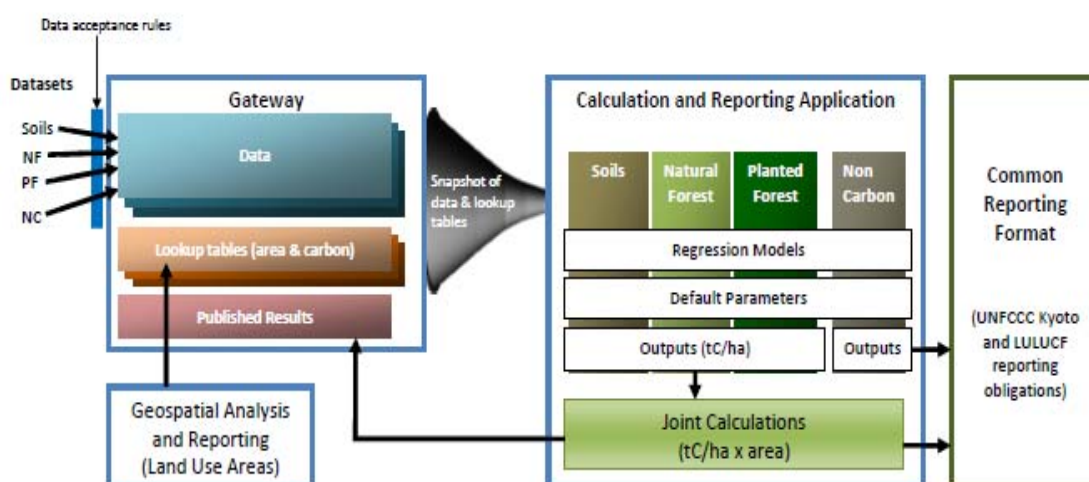 Data acceptance rules
Datasets
Soils
NF
PF
NC
Gateway
Data
Lookup tables (area & carbon)
Published Results
Geospatial Analysis
and Reporting
(Land Use Areas)
Snapshot of
data & lookup
tables
Calculation and Reporting Application
Soils
Natural
Forest
Planted
Forest
Non
Carbon
Regression Models
Default Parameters
Outputs (tC/ha)
Outputs
Joint Calculations
(tC/ha x area)
Common
Reporting
Format
(UNFCCC Kyoto
and LULUCF
reporting
obligations)